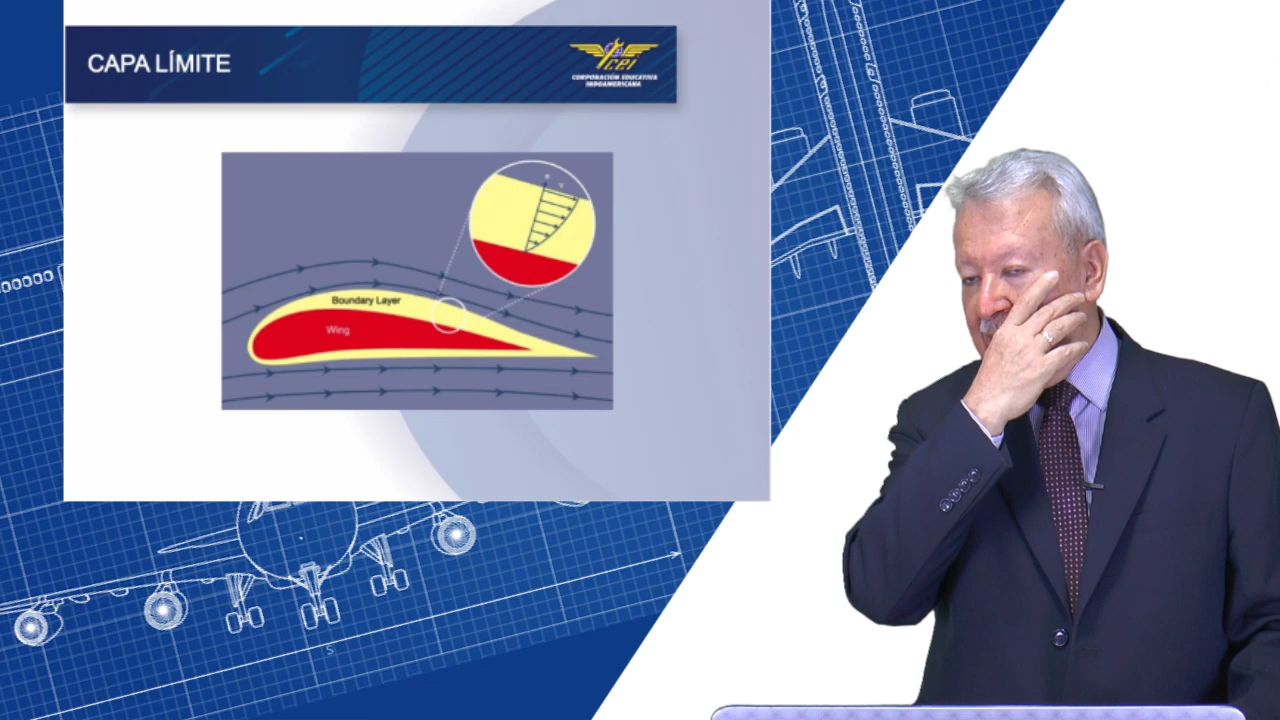 CAPA LÍMITE
cei
CORPORACIÓN EDUCATIVA
INDOAMERICANA
Boundary Layer
Wing
S